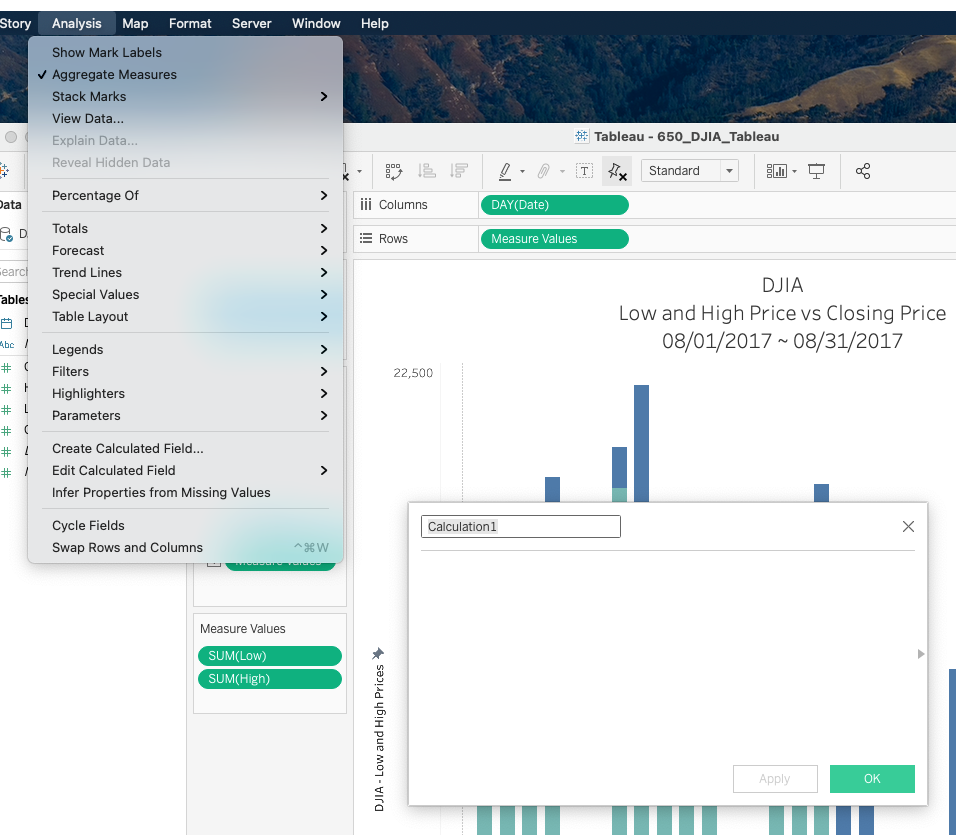 Story Analysis Map Format Server Window Help
Show Mark Labels
Aggregate Measures
Stack Marks
View Data...
Explain Data...
Reveal Hidden Data
Percentage Of
Totals
Forecast
Trend Lines
Special Values
Table Layout
Legends
Filters
Highlighters
Parameters
Create Calculated Field...
Edit Calculated Field
Infer Properties from Missing Values
Cycle Fields
Swap Rows and Columns ^⌘W
Tableau - 650_DJIA_Tableau
Standard
Data
D
Search
Tables
Abc
Columns DAY(Date)
Rows Measure Values
DJIA
Low and High Price vs Closing Price
08/01/2017 ~ 08/31/2017
22,500
Measure Values
Measure Values
SUM(Low)
SUM(High)
DJIA - Low and High Prices
Calculation1
Apply OK